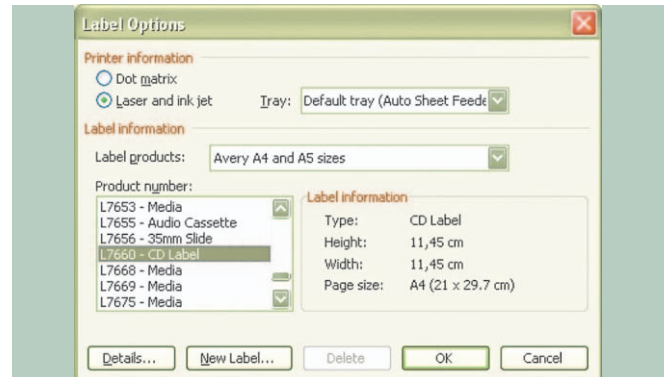 Label Options
Printer information
Dot matrix
Laser and ink jet
Tray: Default tray (Auto Sheet Feede
Label information
Label products: Avery A4 and A5 sizes
Product number:
L7653 - Media
L7655 - Audio Cassette
L7656 - 35mm Slide
L7660 - CD Label
L7668 - Media
L7669 - Media
L7675 - Media
Label information
Type: CD Label
Height: 11,45 cm
Width: 11,45 cm
Page size: A4 (21 x 29.7 cm)
Details... New Label... Delete OK Cancel